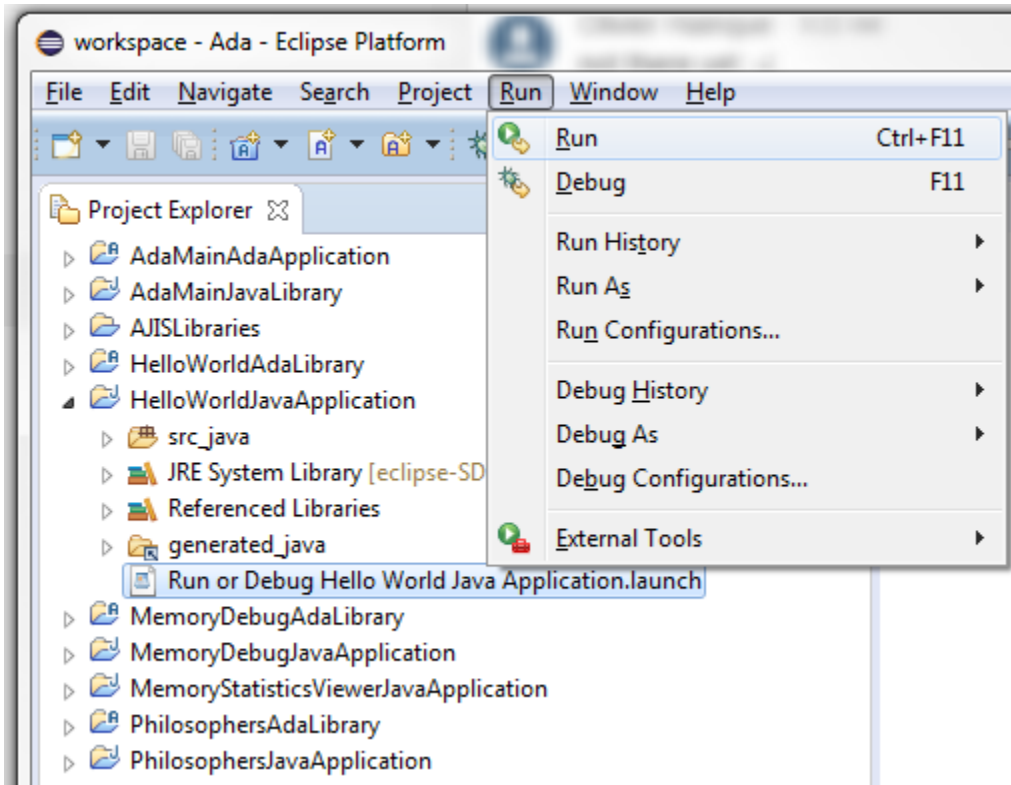 workspace - Ada - Eclipse Platform
File Edit Navigate Search Project Run Window Help
Run Ctrl+F11
Debug F11
Run History
Run As
Run Configurations...
Debug History
Debug As
Debug Configurations...
External Tools
Project Explorer
AdaMainAdaApplication
AdaMainJavaLibrary
AJISLibraries
HelloWorldAdaLibrary
HelloWorldJavaApplication
src_java
JRE System Library [eclipse-SD
Referenced Libraries
generated_java
Run or Debug Hello World Java Application.launch
MemoryDebugAdaLibrary
MemoryDebugJavaApplication
MemoryStatisticsViewerJavaApplication
PhilosophersAdaLibrary
PhilosophersJavaApplication